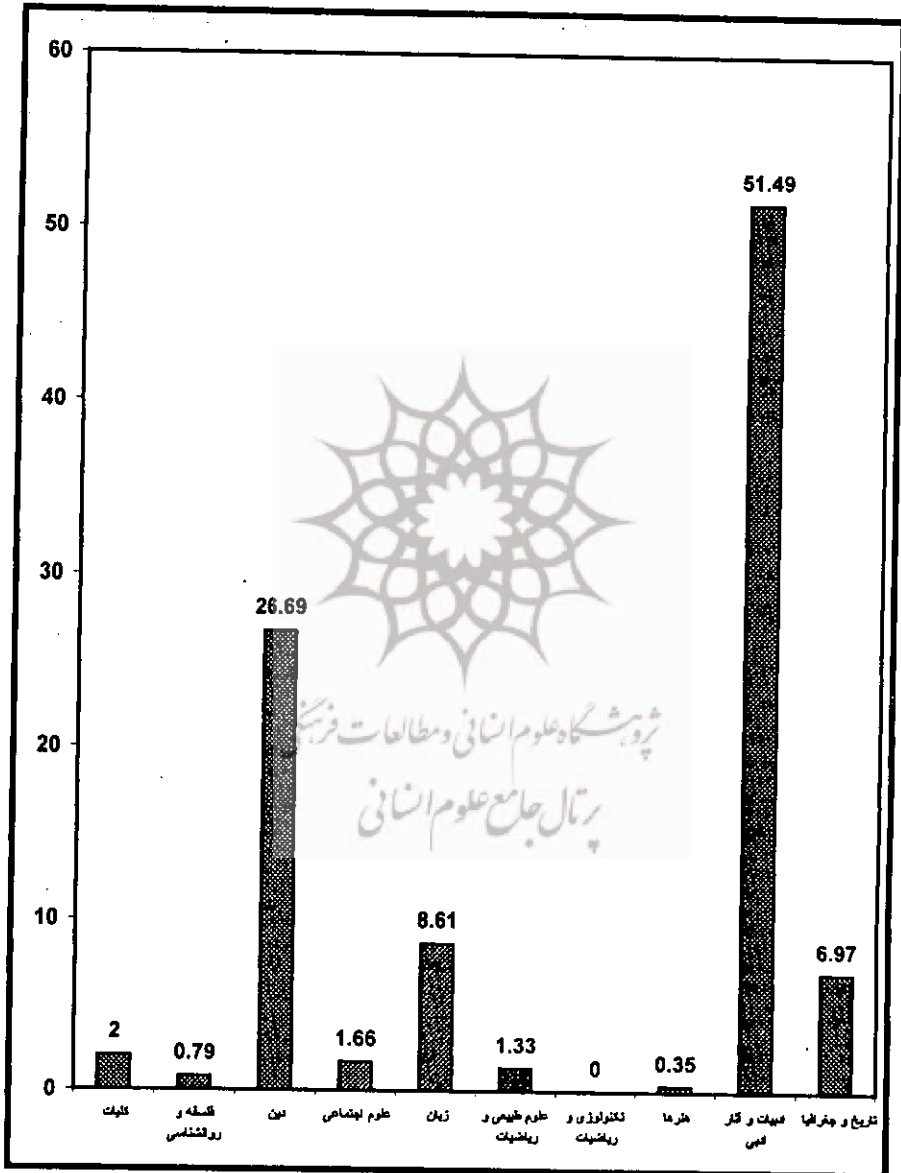 60
50
40
30
20
10
0
2
0.79
26.69
1.66
8.61
1.33
0
0.35
51.49
6.97
کلیات
فلسفه و
روانشناسی
دین
علوم اجتماعی
زبان
علوم طبیعی و
ریاضیات
تکنولوژی و
ریاضیات
هنرها
ادبیات و آثار
ادبی
تاریخ و جغرافیا
پژوهشگاه علوم انسانی و مطالعات فرهنگی
پرتال جامع علوم انسانی